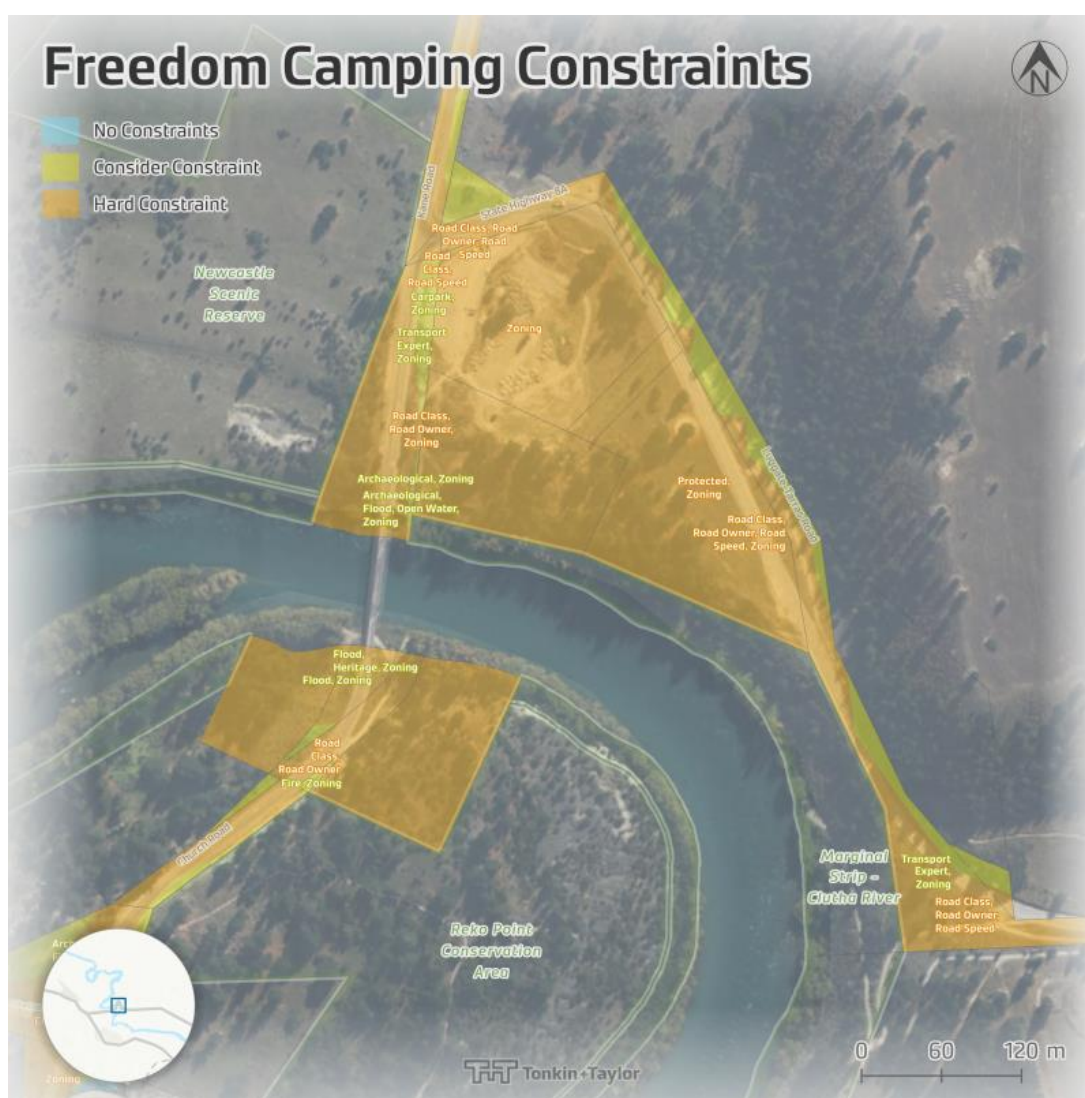 Freedom Camping Constraints
N
No Constraints
Consider Constraint
Hard Constraint
State Highway 8A
Road Class, Road
Owner, Road
Speed
Road
Class,
Road Speed
Carpark,
Zoning
Transport
Expert,
Zoning
Zoning
Newcastle
Scenic
Reserve
Road Class,
Road Owner,
Zoning
Archaeological, Zoning
Archaeological,
Flood, Open Water,
Zoning
Protected,
Zoning
Road Class,
Road Owner, Road
Speed, Zoning
Luggate-Tarras Road
Flood,
Heritage, Zoning
Flood, Zoning
Road
Class,
Road Owner
Fire, Zoning
Church Road
Marginal
Strip -
Clutha River
Transport
Expert,
Zoning
Road Class,
Road Owner,
Road Speed
Reko Point
Conservation
Area
Zoning
Tonkin+Taylor
0 60 120 m